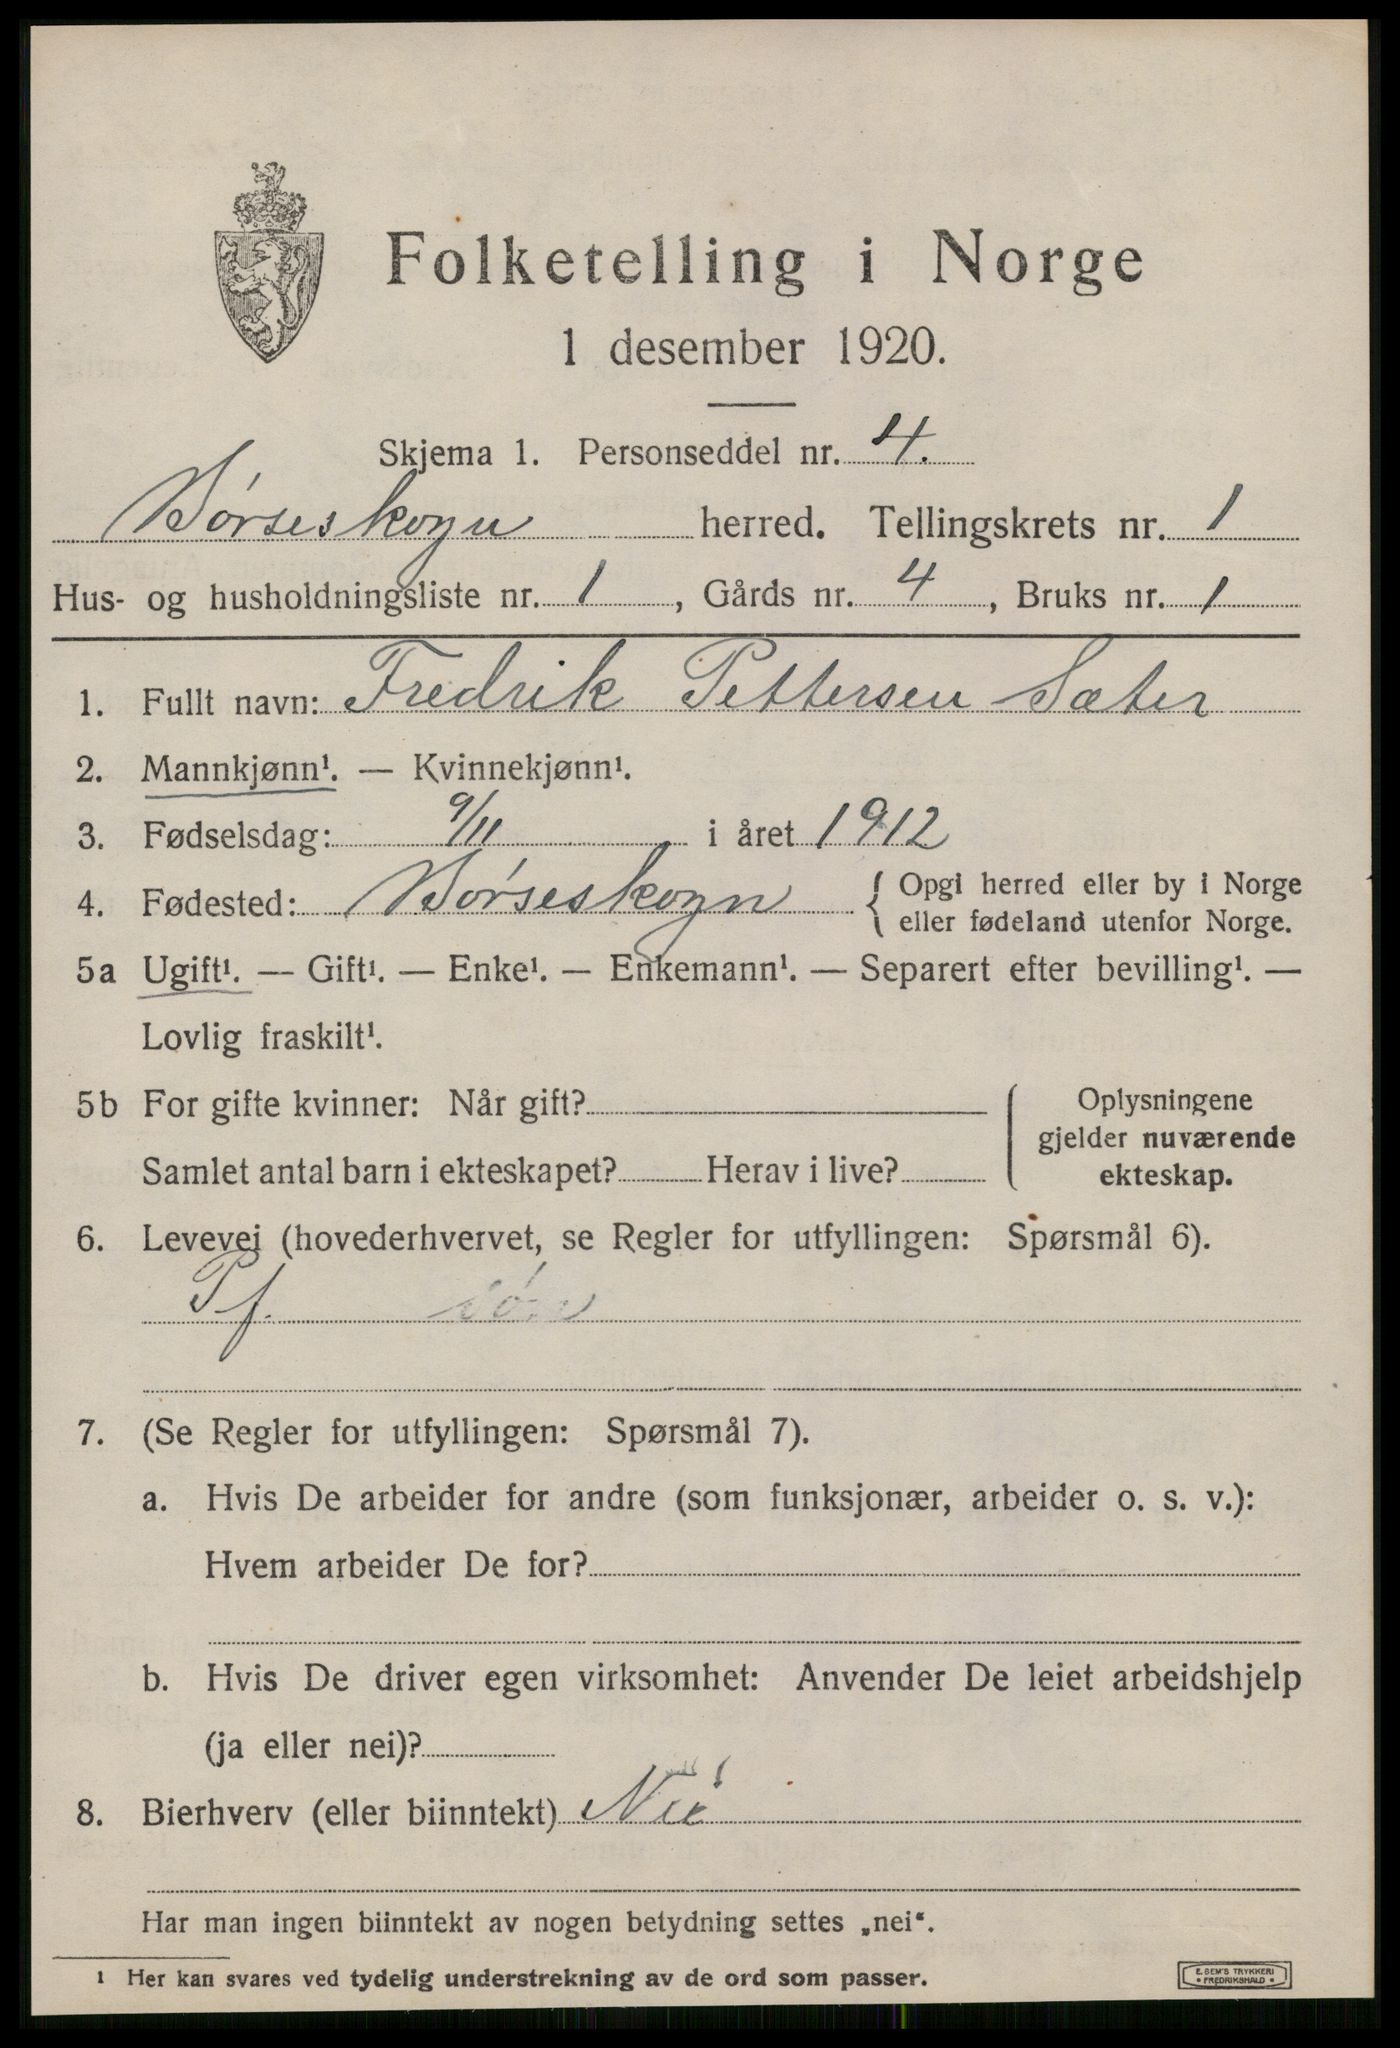 Folketelling i Norge
1 desember 1920.
Skjema 1. Personseddel nr. 4.
Børseskogn herred. Tellingskrets nr. 1
Hus- og husholdningsliste nr. 1, Gårds nr. 4, Bruks nr. 1
1. Fullt navn: Fredrik Pettersen Sæter
2. Mannkjønn¹. — Kvinnekjønn¹.
3. Fødselsdag: 9/11 i året 1912
4. Fødested: Børseskogn { Opgi herred eller by i Norge
eller fødeland utenfor Norge.
5a Ugift¹. — Gift¹. — Enke¹. — Enkemann¹. — Separert efter bevilling¹. —
Lovlig fraskilt¹.
5b For gifte kvinner: Når gift?
Samlet antal barn i ekteskapet? Herav i live?
Oplysningene
gjelder nuværende
ekteskap.
6. Levevei (hovederhvervet, se Regler for utfyllingen: Spørsmål 6).
Pf. søn
7. (Se Regler for utfyllingen: Spørsmål 7).
a. Hvis De arbeider for andre (som funksjonær, arbeider o. s. v.):
Hvem arbeider De for?
b. Hvis De driver egen virksomhet: Anvender De leiet arbeidshjelp
(ja eller nei)?
8. Bierhverv (eller biinntekt) Nei
Har man ingen biinntekt av nogen betydning settes „nei“.
¹ Her kan svares ved tydelig understrekning av de ord som passer.
E. SEM'S TRYKKERI
• FREDRIKSHALD •